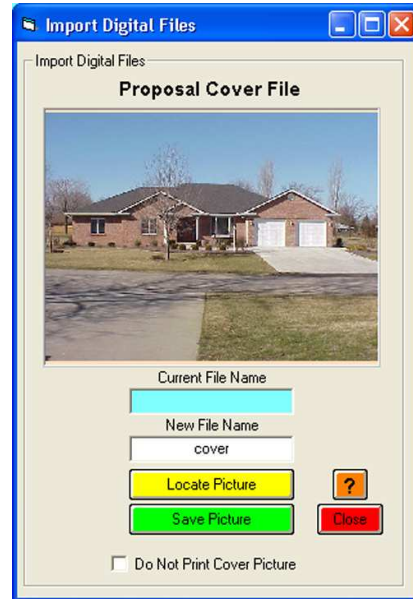 Import Digital Files
Import Digital Files
Proposal Cover File
Current File Name
New File Name
cover
Locate Picture
?
Save Picture
Close
Do Not Print Cover Picture